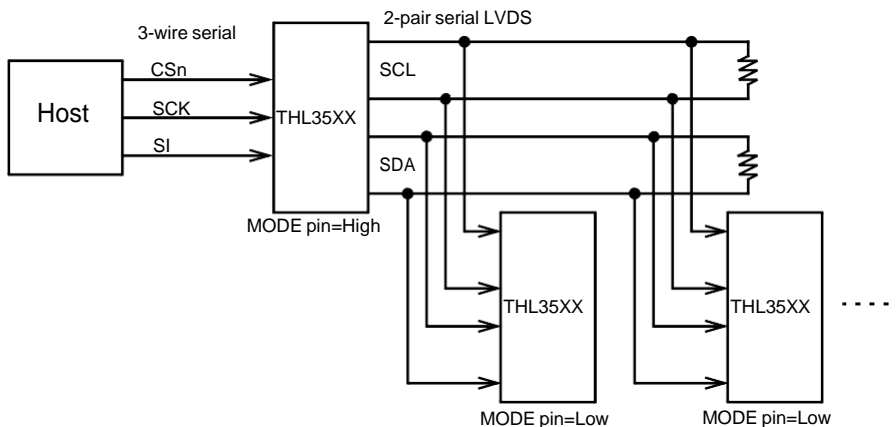 2-pair serial LVDS
3-wire serial
CSn
SCL
SCK
Host
THL35XX
SI
SDA
MODE pin=High
THL35XX
THL35XX
MODE pin=Low
MODE pin=Low